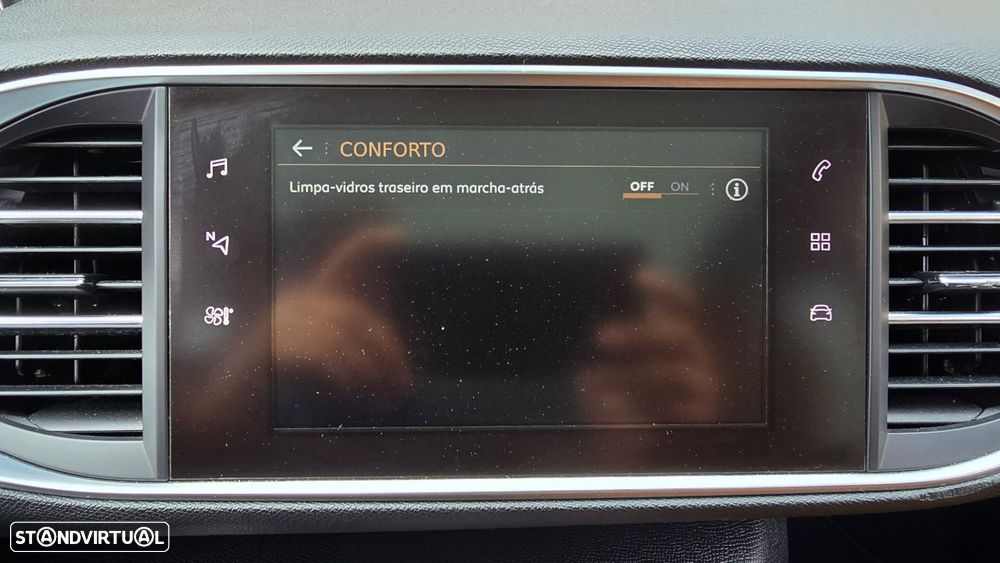 CONFORTO
Limpa-vidros traseiro em marcha-atrás OFF ON
N
STANDVIRTUAL